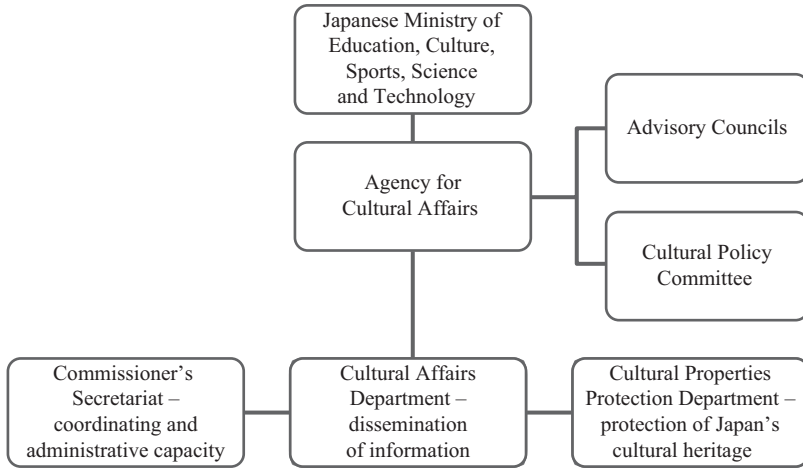 Japanese Ministry of
Education, Culture,
Sports, Science
and Technology
Advisory Councils
Agency for
Cultural Affairs
Cultural Policy
Committee
Commissioner’s
Secretariat –
coordinating and
administrative capacity
Cultural Affairs
Department –
dissemination
of information
Cultural Properties
Protection Department –
protection of Japan’s
cultural heritage